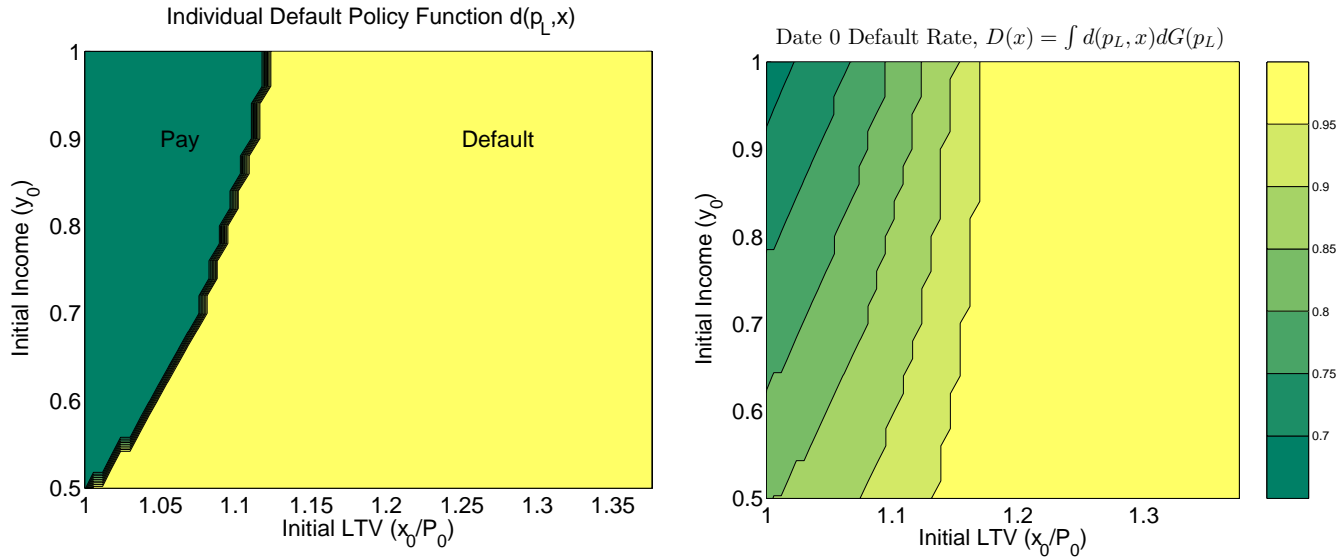 Individual Default Policy Function d(p_L,x)
1
0.9
0.8
0.7
0.6
0.5
Initial Income (y_0)
Pay
Default
1 1.05 1.1 1.15 1.2 1.25 1.3 1.35
Initial LTV (x_0/P_0)
Date 0 Default Rate, D(x) = ∫ d(p_L, x)dG(p_L)
1
0.9
0.8
0.7
0.6
0.5
Initial Income (y_0)
1 1.1 1.2 1.3
Initial LTV (x_0/P_0)
0.95
0.9
0.85
0.8
0.75
0.7